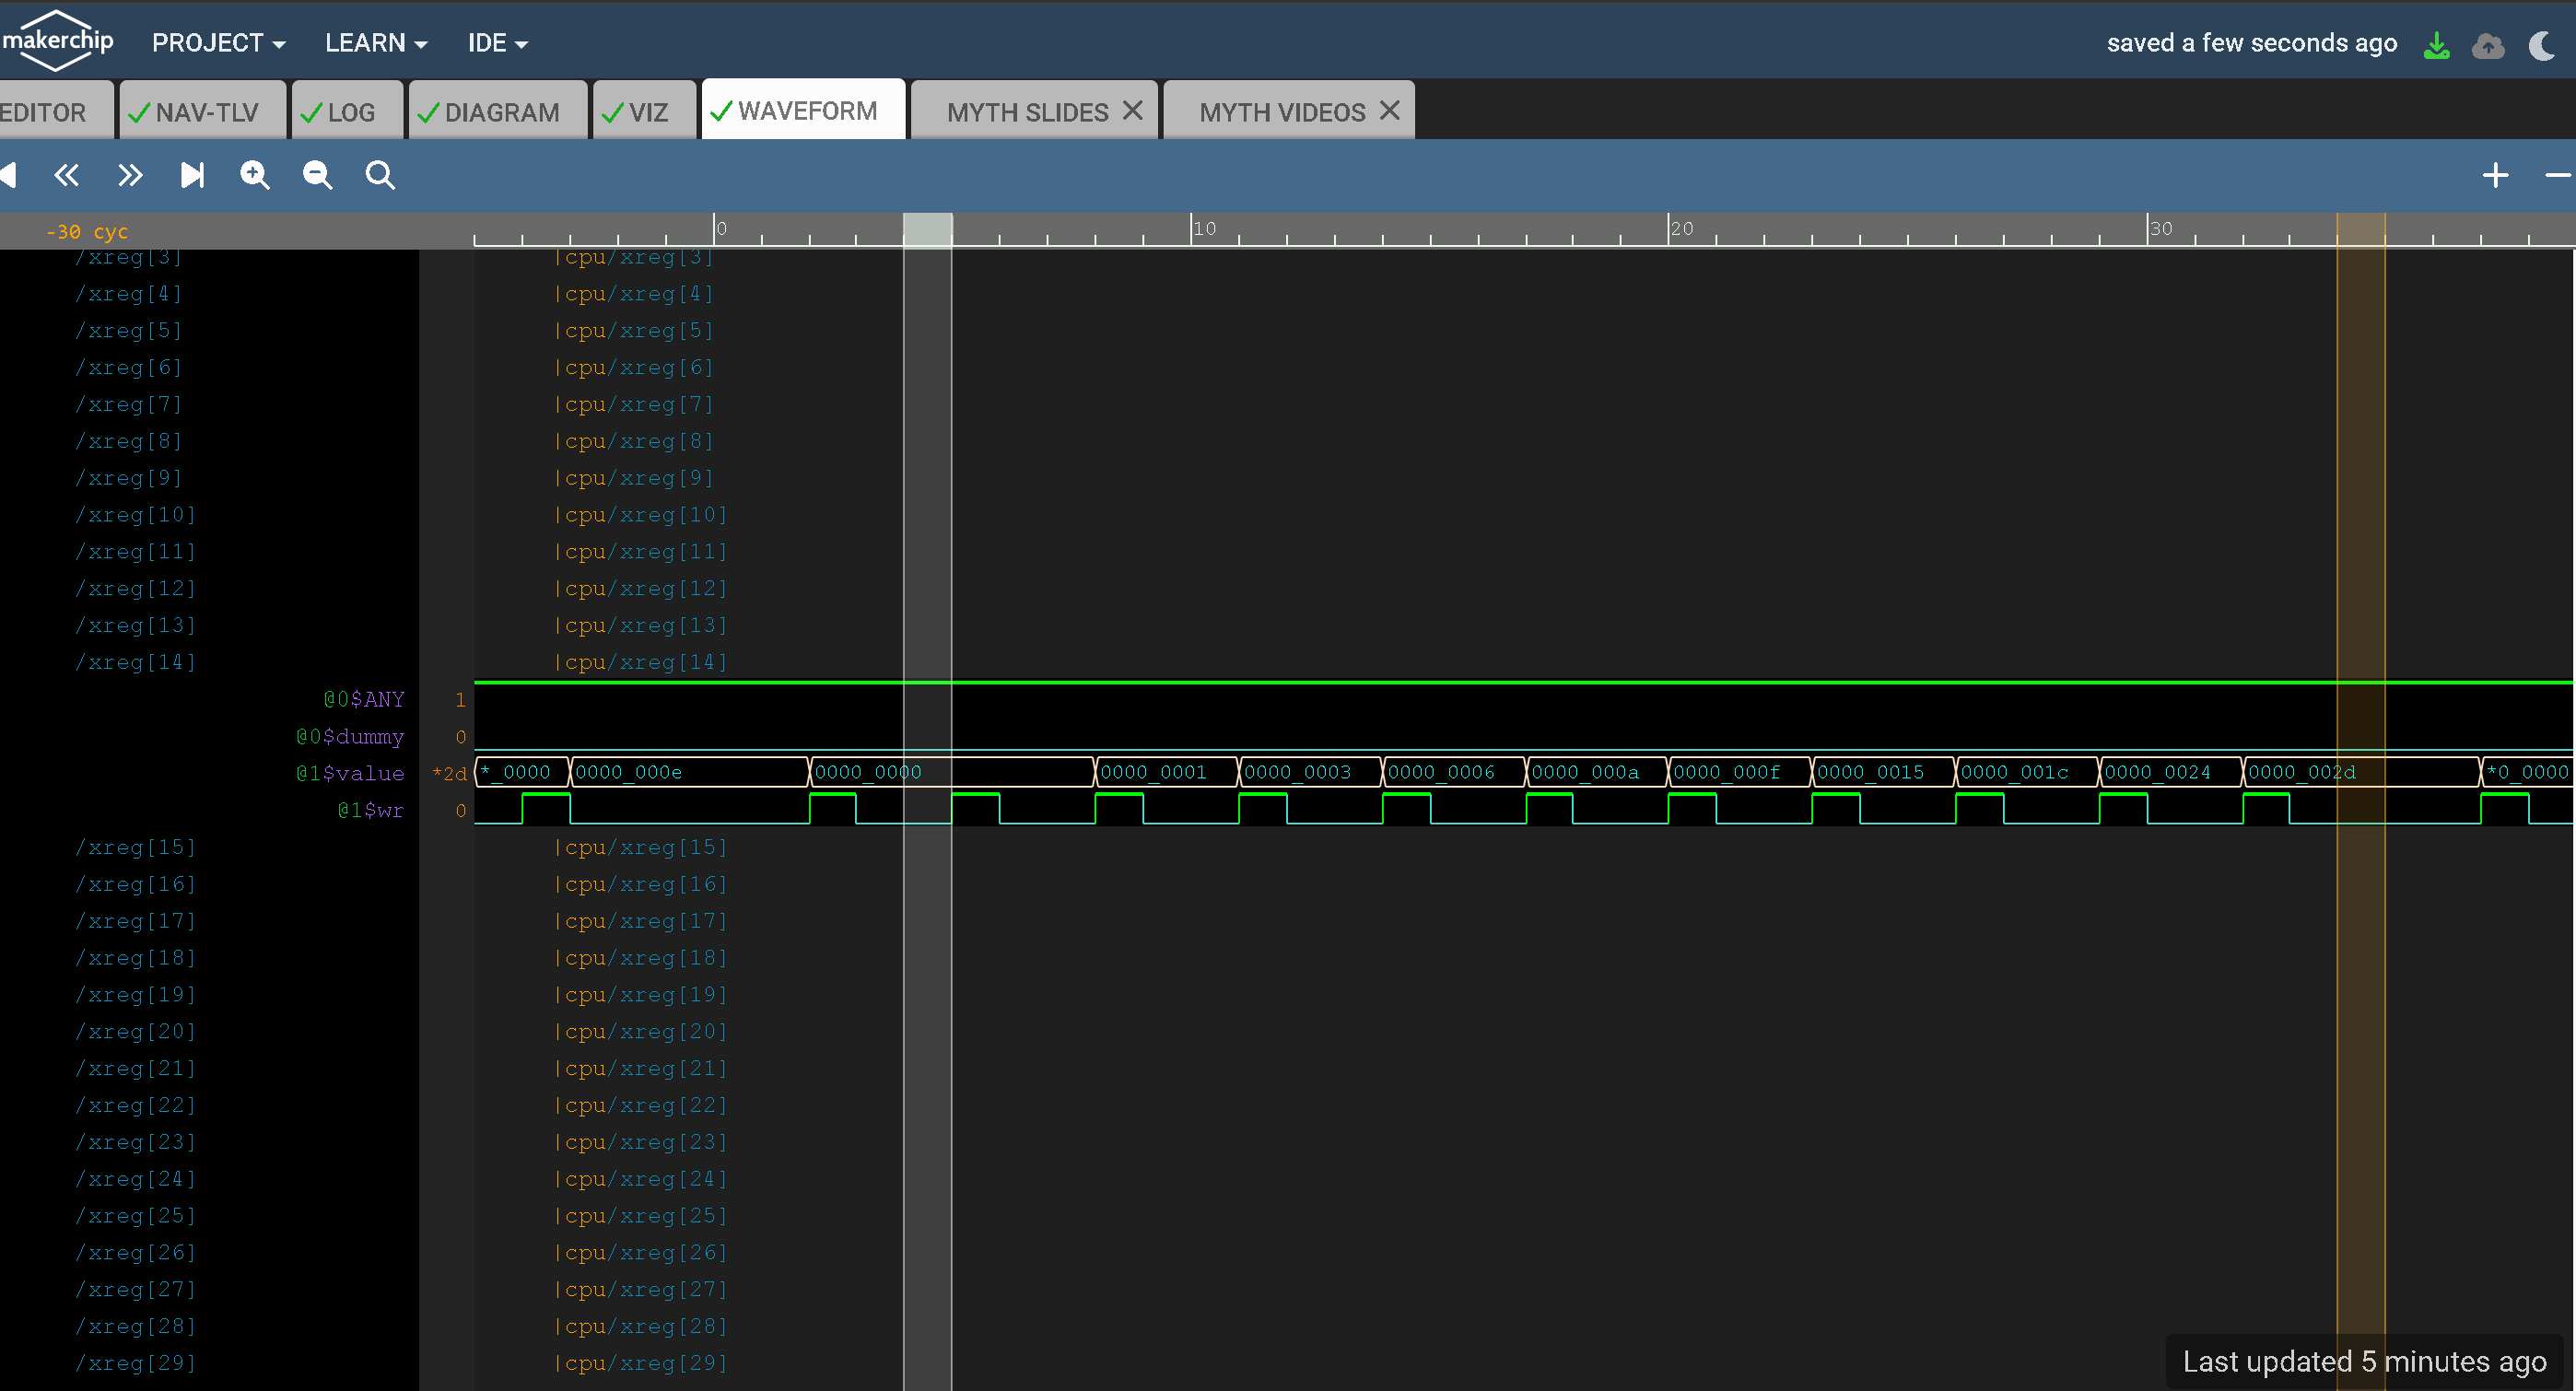 makerchip PROJECT LEARN IDE saved a few seconds ago
EDITOR NAV-TLV LOG DIAGRAM VIZ WAVEFORM MYTH SLIDES MYTH VIDEOS
-30 cyc 0 10 20 30
/xreg[3] |cpu/xreg[3]
/xreg[4] |cpu/xreg[4]
/xreg[5] |cpu/xreg[5]
/xreg[6] |cpu/xreg[6]
/xreg[7] |cpu/xreg[7]
/xreg[8] |cpu/xreg[8]
/xreg[9] |cpu/xreg[9]
/xreg[10] |cpu/xreg[10]
/xreg[11] |cpu/xreg[11]
/xreg[12] |cpu/xreg[12]
/xreg[13] |cpu/xreg[13]
/xreg[14] |cpu/xreg[14]
@0$ANY 1
@0$dummy 0
@1$value *2d *_0000 0000_000e 0000_0000 0000_0001 0000_0003 0000_0006 0000_000a 0000_000f 0000_0015 0000_001c 0000_0024 0000_002d *0_0000
@1$wr 0
/xreg[15] |cpu/xreg[15]
/xreg[16] |cpu/xreg[16]
/xreg[17] |cpu/xreg[17]
/xreg[18] |cpu/xreg[18]
/xreg[19] |cpu/xreg[19]
/xreg[20] |cpu/xreg[20]
/xreg[21] |cpu/xreg[21]
/xreg[22] |cpu/xreg[22]
/xreg[23] |cpu/xreg[23]
/xreg[24] |cpu/xreg[24]
/xreg[25] |cpu/xreg[25]
/xreg[26] |cpu/xreg[26]
/xreg[27] |cpu/xreg[27]
/xreg[28] |cpu/xreg[28]
/xreg[29] |cpu/xreg[29]
Last updated 5 minutes ago